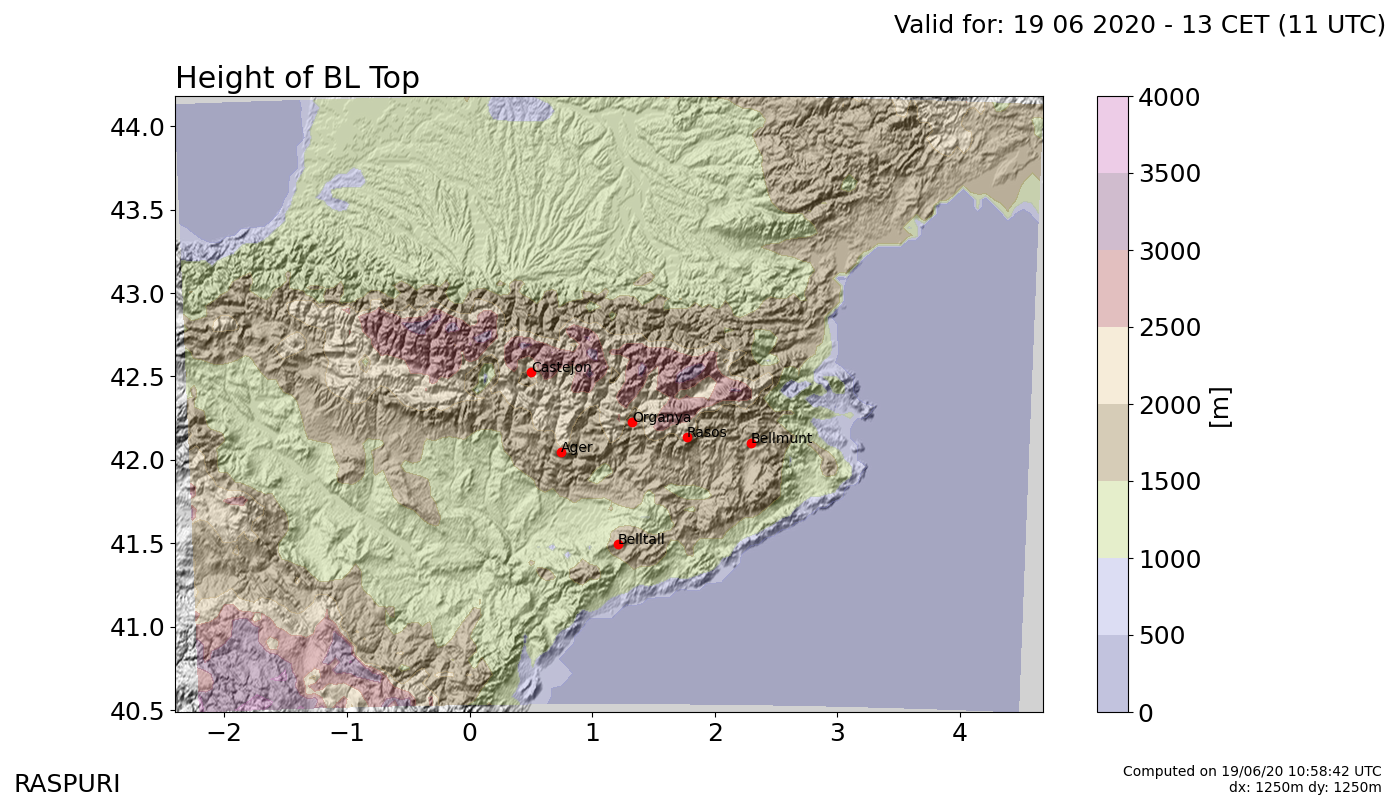 Valid for: 19 06 2020 - 13 CET (11 UTC)
Height of BL Top
44.0
43.5
43.0
42.5
42.0
41.5
41.0
40.5
−2
−1
0
1
2
3
4
Castejon
Organya
Rasos
Bellmunt
Ager
Belltall
4000
3500
3000
2500
2000
1500
1000
500
0
[m]
RASPURI
Computed on 19/06/20 10:58:42 UTC
dx: 1250m dy: 1250m